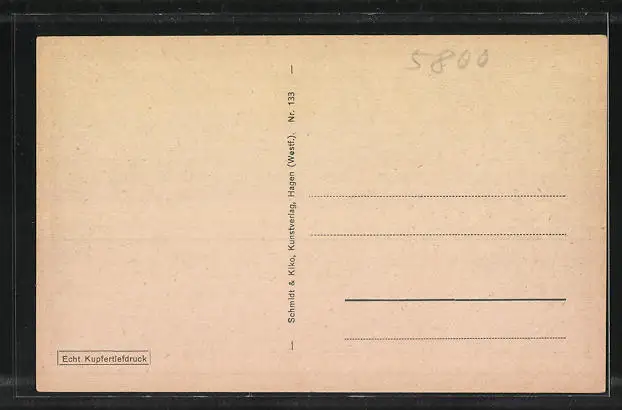 5800
Schmidt & Kiko, Kunstverlag, Hagen (Westf.). Nr. 133
Echt Kupfertiefdruck